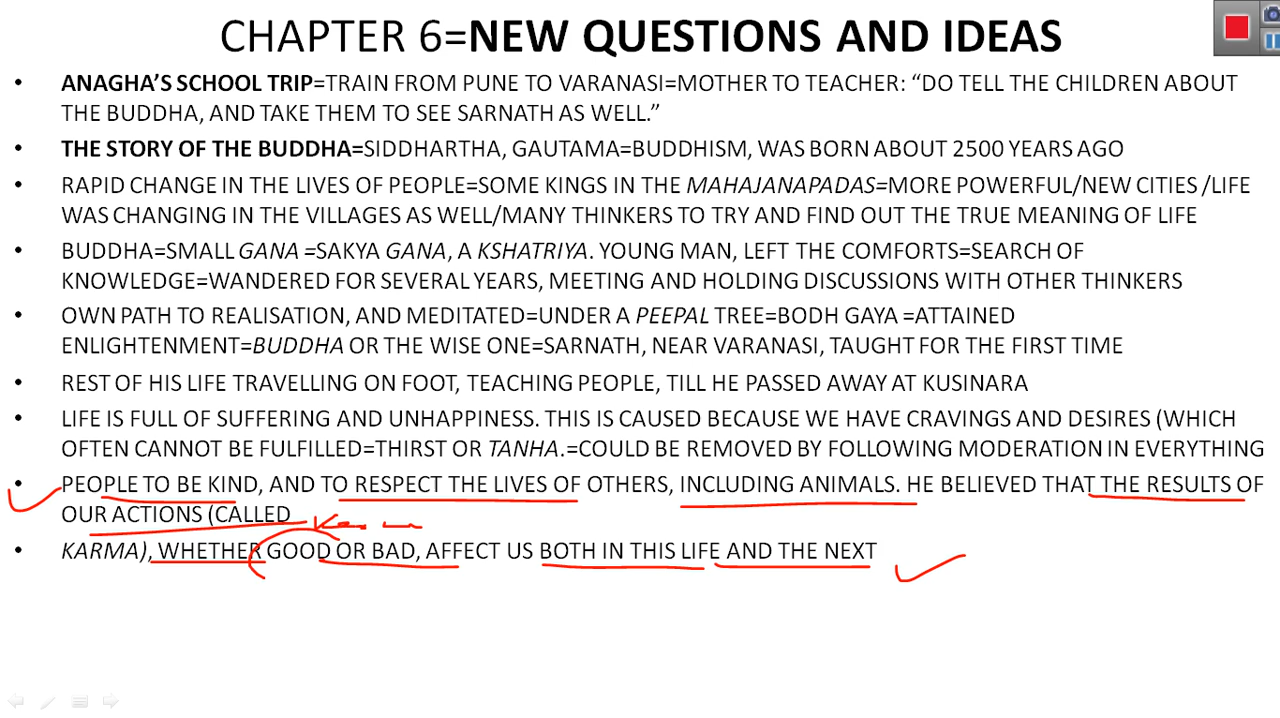 CHAPTER 6=NEW QUESTIONS AND IDEAS
• ANAGHA’S SCHOOL TRIP=TRAIN FROM PUNE TO VARANASI=MOTHER TO TEACHER: “DO TELL THE CHILDREN ABOUT
THE BUDDHA, AND TAKE THEM TO SEE SARNATH AS WELL.”
• THE STORY OF THE BUDDHA=SIDDHARTHA, GAUTAMA=BUDDHISM, WAS BORN ABOUT 2500 YEARS AGO
• RAPID CHANGE IN THE LIVES OF PEOPLE=SOME KINGS IN THE MAHAJANAPADAS=MORE POWERFUL/NEW CITIES /LIFE
WAS CHANGING IN THE VILLAGES AS WELL/MANY THINKERS TO TRY AND FIND OUT THE TRUE MEANING OF LIFE
• BUDDHA=SMALL GANA =SAKYA GANA, A KSHATRIYA. YOUNG MAN, LEFT THE COMFORTS=SEARCH OF
KNOWLEDGE=WANDERED FOR SEVERAL YEARS, MEETING AND HOLDING DISCUSSIONS WITH OTHER THINKERS
• OWN PATH TO REALISATION, AND MEDITATED=UNDER A PEEPAL TREE=BODH GAYA =ATTAINED
ENLIGHTENMENT=BUDDHA OR THE WISE ONE=SARNATH, NEAR VARANASI, TAUGHT FOR THE FIRST TIME
• REST OF HIS LIFE TRAVELLING ON FOOT, TEACHING PEOPLE, TILL HE PASSED AWAY AT KUSINARA
• LIFE IS FULL OF SUFFERING AND UNHAPPINESS. THIS IS CAUSED BECAUSE WE HAVE CRAVINGS AND DESIRES (WHICH
OFTEN CANNOT BE FULFILLED=THIRST OR TANHA.=COULD BE REMOVED BY FOLLOWING MODERATION IN EVERYTHING
• PEOPLE TO BE KIND, AND TO RESPECT THE LIVES OF OTHERS, INCLUDING ANIMALS. HE BELIEVED THAT THE RESULTS OF
OUR ACTIONS (CALLED
• KARMA), WHETHER GOOD OR BAD, AFFECT US BOTH IN THIS LIFE AND THE NEXT